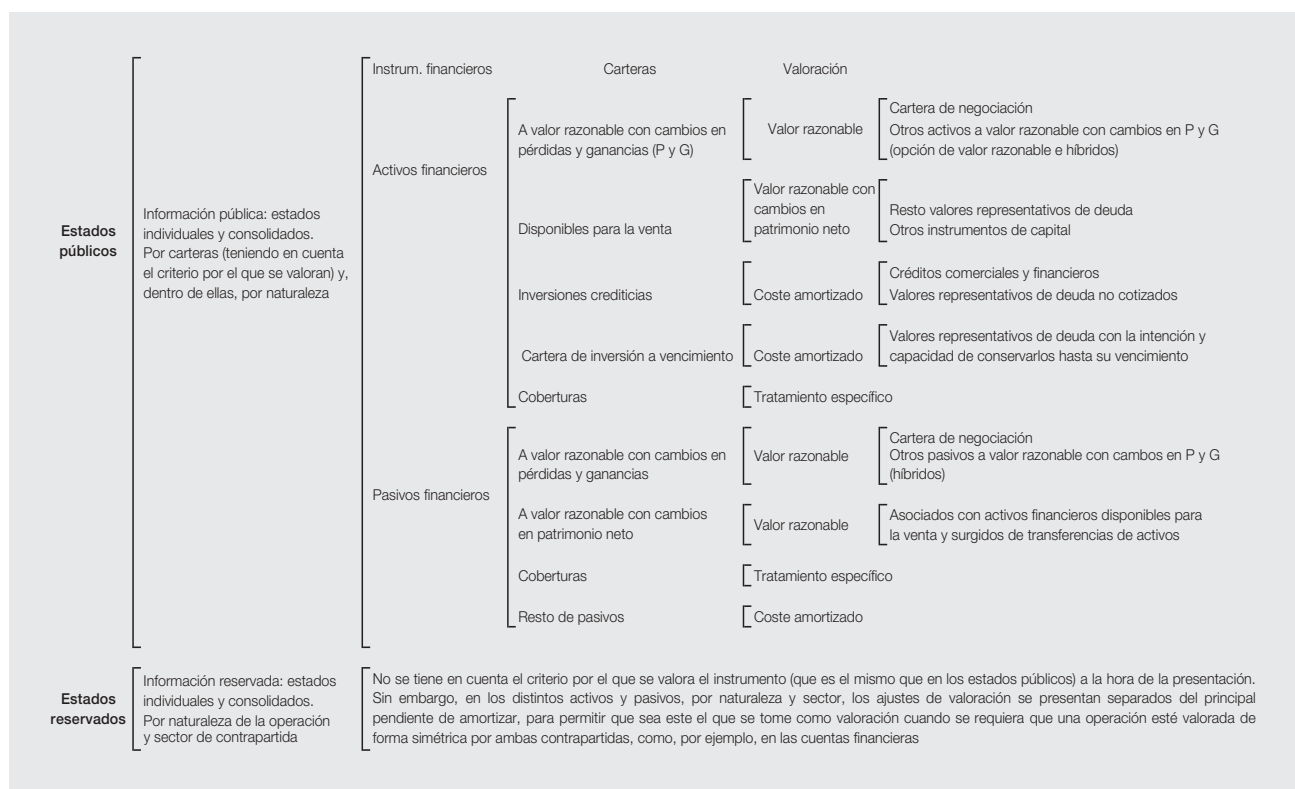 Instrum. financieros
Carteras
Valoración
Estados
públicos
Información pública: estados
individuales y consolidados.
Por carteras (teniendo en cuenta
el criterio por el que se valoran) y,
dentro de ellas, por naturaleza
Activos financieros
A valor razonable con cambios en
pérdidas y ganancias (P y G)
Valor razonable
Cartera de negociación
Otros activos a valor razonable con cambios en P y G
(opción de valor razonable e híbridos)
Disponibles para la venta
Valor razonable con
cambios en
patrimonio neto
Resto valores representativos de deuda
Otros instrumentos de capital
Inversiones crediticias
Coste amortizado
Créditos comerciales y financieros
Valores representativos de deuda no cotizados
Cartera de inversión a vencimiento
Coste amortizado
Valores representativos de deuda con la intención y
capacidad de conservarlos hasta su vencimiento
Coberturas
Tratamiento específico
Pasivos financieros
A valor razonable con cambios en
pérdidas y ganancias
Valor razonable
Cartera de negociación
Otros pasivos a valor razonable con cambos en P y G
(híbridos)
A valor razonable con cambios
en patrimonio neto
Valor razonable
Asociados con activos financieros disponibles para
la venta y surgidos de transferencias de activos
Coberturas
Tratamiento específico
Resto de pasivos
Coste amortizado
Estados
reservados
Información reservada: estados
individuales y consolidados.
Por naturaleza de la operación
y sector de contrapartida
No se tiene en cuenta el criterio por el que se valora el instrumento (que es el mismo que en los estados públicos) a la hora de la presentación.
Sin embargo, en los distintos activos y pasivos, por naturaleza y sector, los ajustes de valoración se presentan separados del principal
pendiente de amortizar, para permitir que sea este el que se tome como valoración cuando se requiera que una operación esté valorada de
forma simétrica por ambas contrapartidas, como, por ejemplo, en las cuentas financieras